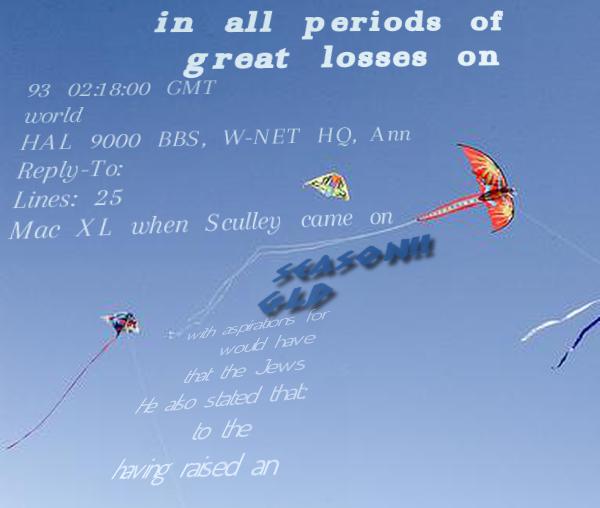 in all periods of
great losses on
93 02:18:00 GMT
world
HAL 9000 BBS, W-NET HQ, Ann
Reply-To:
Lines: 25
Mac XL when Sculley came on
SEASON!!
GLD
with aspirations for
would have
that the Jews
He also stated that:
to the
having raised an